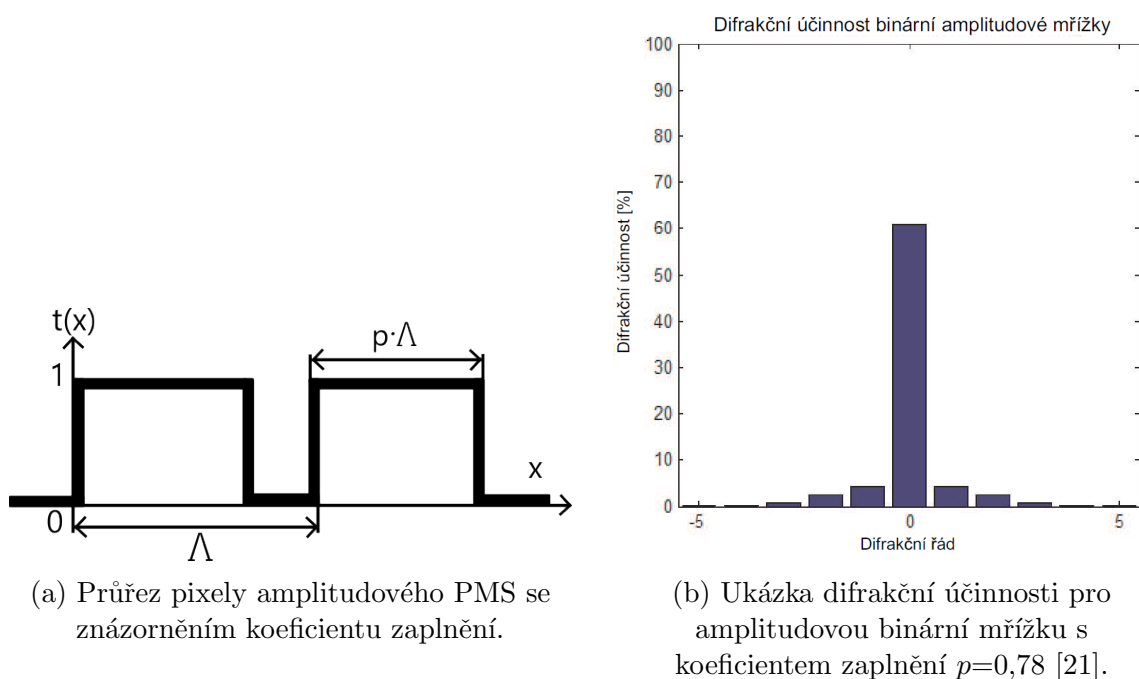 t(x)
1
p·Λ
x
0
Λ
(a) Průřez pixely amplitudového PMS se
znázorněním koeficientu zaplnění.
Difrakční účinnost binární amplitudové mřížky
100
90
80
70
60
50
40
30
20
10
0
Difrakční účinnost [%]
-5
0
5
Difrakční řád
(b) Ukázka difrakční účinnosti pro
amplitudovou binární mřížku s
koeficientem zaplnění p=0,78 [21].